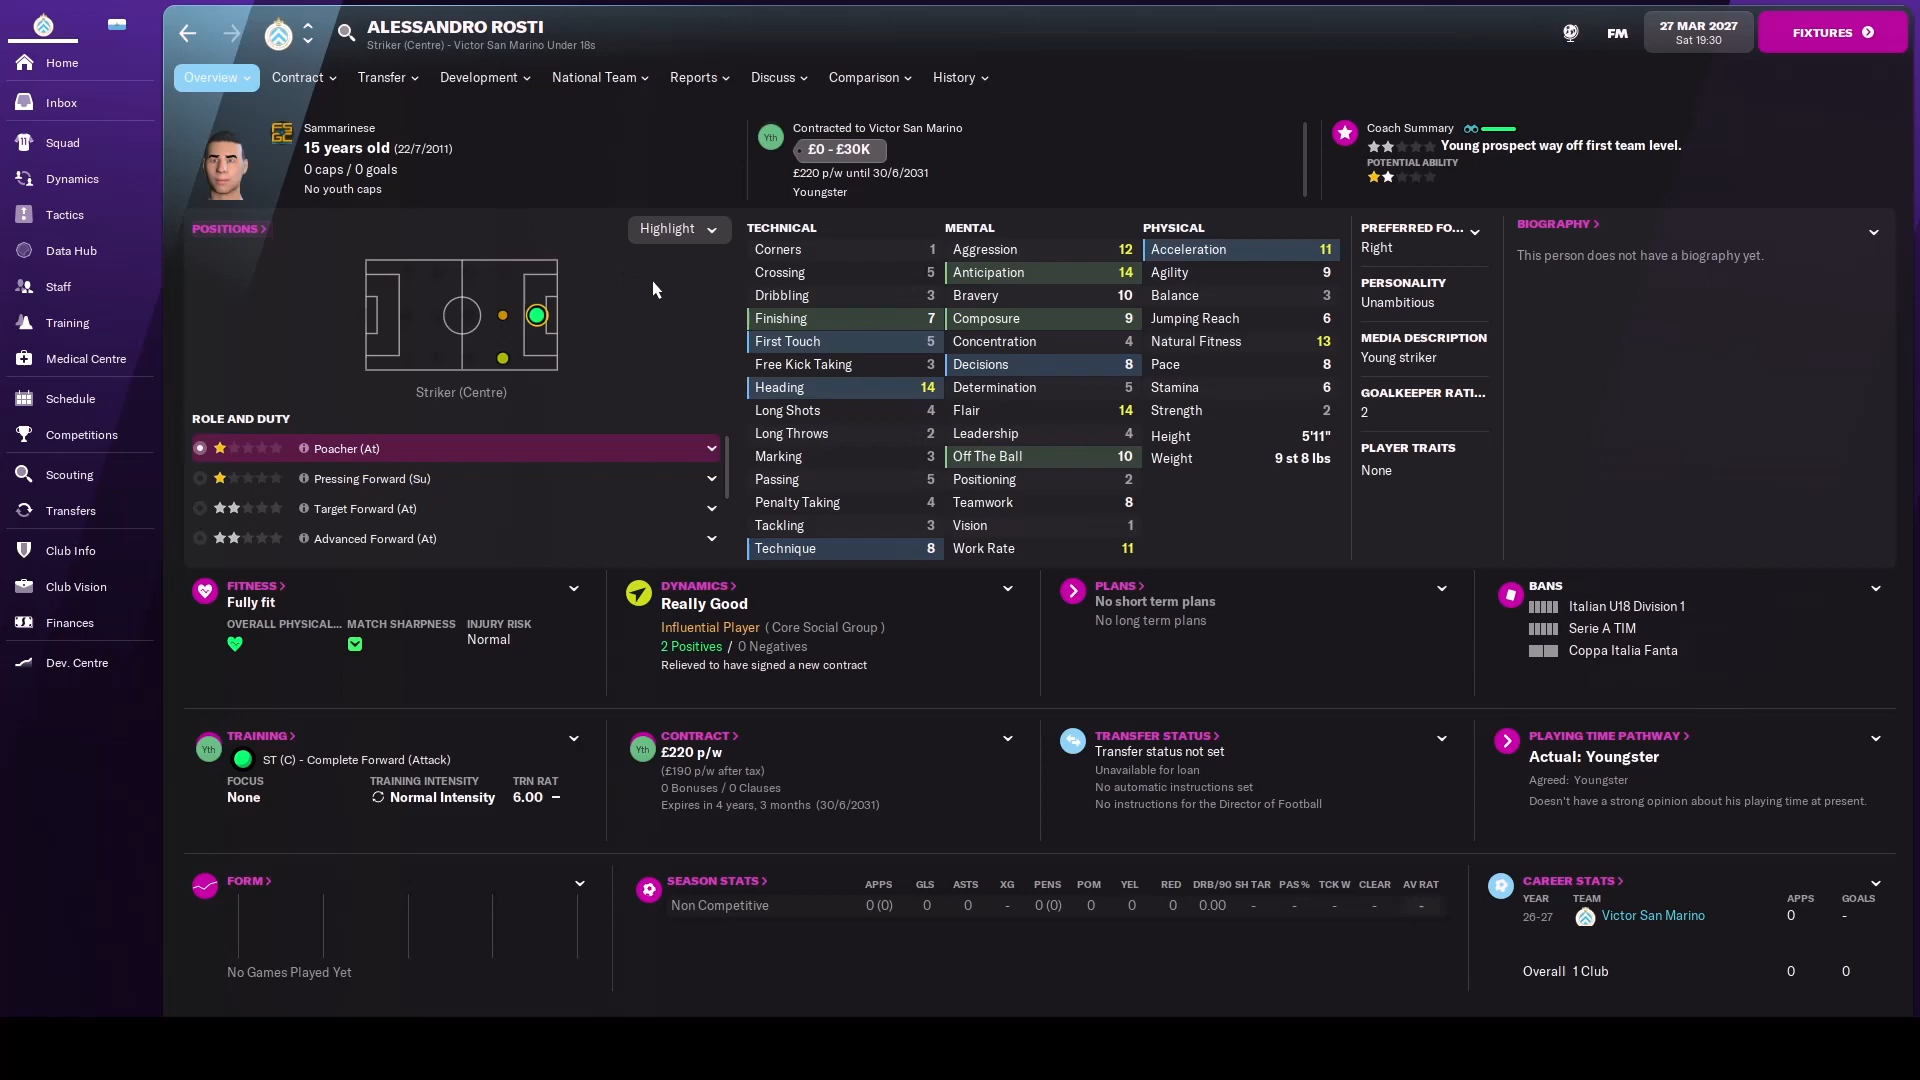 ALESSANDRO ROSTI
Striker (Centre) - Victor San Marino Under 18s
FM
27 MAR 2027
Sat 19:30
FIXTURES
Home
Inbox
Squad
Dynamics
Tactics
Data Hub
Staff
Training
Medical Centre
Schedule
Competitions
Scouting
Transfers
Club Info
Club Vision
Finances
Dev. Centre
Overview
Contract
Transfer
Development
National Team
Reports
Discuss
Comparison
History
Sammarinese
15 years old (22/7/2011)
0 caps / 0 goals
No youth caps
Yth
Contracted to Victor San Marino
£0 - £30K
£220 p/w until 30/6/2031
Youngster
Coach Summary
Young prospect way off first team level.
POTENTIAL ABILITY
POSITIONS >
Highlight
Striker (Centre)
ROLE AND DUTY
Poacher (At)
Pressing Forward (Su)
Target Forward (At)
Advanced Forward (At)
TECHNICAL
Corners 1
Crossing 5
Dribbling 3
Finishing 7
First Touch 5
Free Kick Taking 3
Heading 14
Long Shots 4
Long Throws 2
Marking 3
Passing 5
Penalty Taking 4
Tackling 3
Technique 8
MENTAL
Aggression 12
Anticipation 14
Bravery 10
Composure 9
Concentration 4
Decisions 8
Determination 5
Flair 14
Leadership 4
Off The Ball 10
Positioning 2
Teamwork 8
Vision 1
Work Rate 11
PHYSICAL
Acceleration 11
Agility 9
Balance 3
Jumping Reach 6
Natural Fitness 13
Pace 8
Stamina 6
Strength 2
Height 5'11"
Weight 9 st 8 lbs
PREFERRED FO...
Right
PERSONALITY
Unambitious
MEDIA DESCRIPTION
Young striker
GOALKEEPER RATI...
2
PLAYER TRAITS
None
BIOGRAPHY >
This person does not have a biography yet.
FITNESS >
Fully fit
OVERALL PHYSICAL... MATCH SHARPNESS INJURY RISK
Normal
DYNAMICS >
Really Good
Influential Player ( Core Social Group )
2 Positives / 0 Negatives
Relieved to have signed a new contract
PLANS >
No short term plans
No long term plans
BANS
Italian U18 Division 1
Serie A TIM
Coppa Italia Fanta
TRAINING >
Yth
ST (C) - Complete Forward (Attack)
FOCUS TRAINING INTENSITY TRN RAT
None Normal Intensity 6.00 –
CONTRACT >
Yth
£220 p/w
(£190 p/w after tax)
0 Bonuses / 0 Clauses
Expires in 4 years, 3 months (30/6/2031)
TRANSFER STATUS >
Transfer status not set
Unavailable for loan
No automatic instructions set
No instructions for the Director of Football
PLAYING TIME PATHWAY >
Actual: Youngster
Agreed: Youngster
Doesn't have a strong opinion about his playing time at present.
FORM >
No Games Played Yet
SEASON STATS > APPS GLS ASTS XG PENS POM YEL RED DRB/90 SH TAR PAS % TCK W CLEAR AV RAT
Non Competitive 0 (0) 0 0 - 0 (0) 0 0 0 0.00 - - - - -
CAREER STATS >
YEAR TEAM APPS GOALS
26-27 Victor San Marino 0 -
Overall 1 Club 0 0